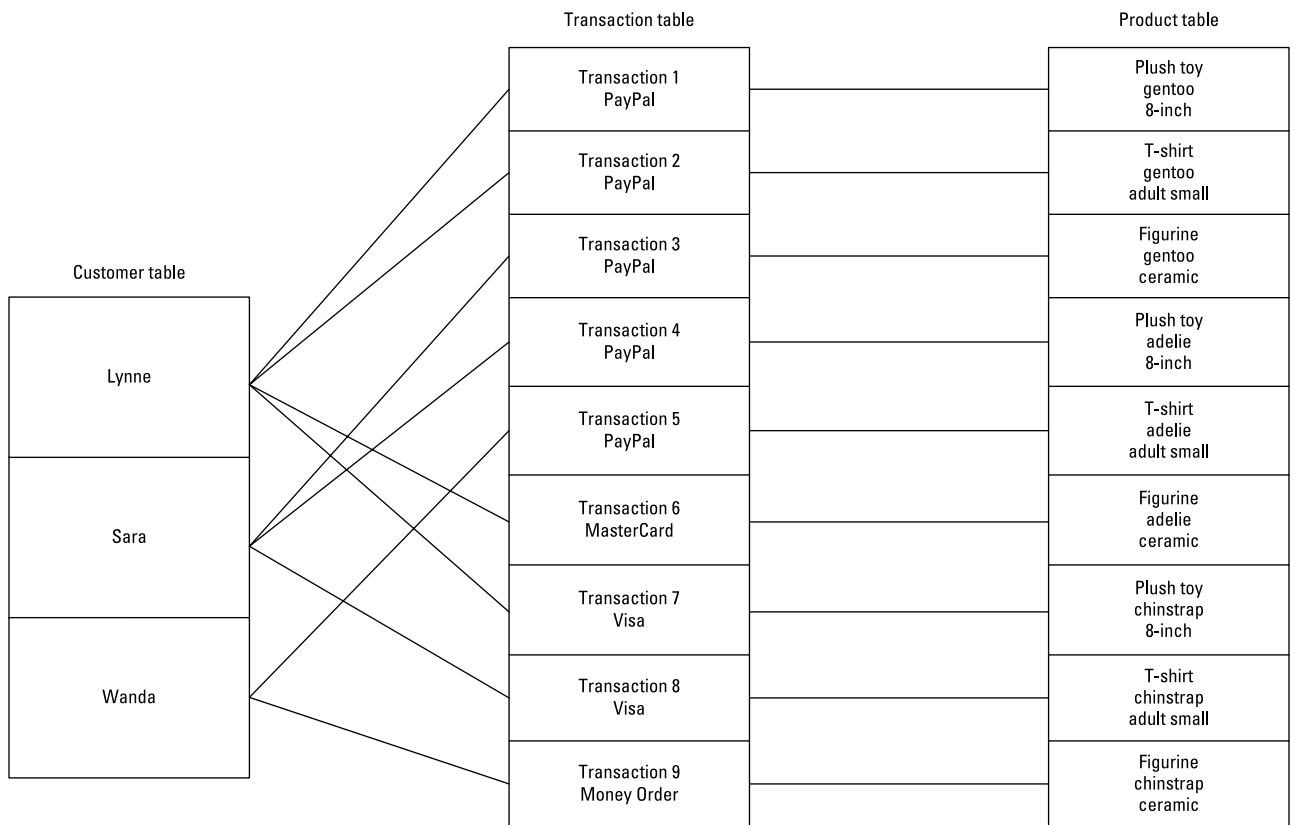 Customer table
Lynne
Sara
Wanda
Transaction table
Transaction 1
PayPal
Transaction 2
PayPal
Transaction 3
PayPal
Transaction 4
PayPal
Transaction 5
PayPal
Transaction 6
MasterCard
Transaction 7
Visa
Transaction 8
Visa
Transaction 9
Money Order
Product table
Plush toy
gentoo
8-inch
T-shirt
gentoo
adult small
Figurine
gentoo
ceramic
Plush toy
adelie
8-inch
T-shirt
adelie
adult small
Figurine
adelie
ceramic
Plush toy
chinstrap
8-inch
T-shirt
chinstrap
adult small
Figurine
chinstrap
ceramic